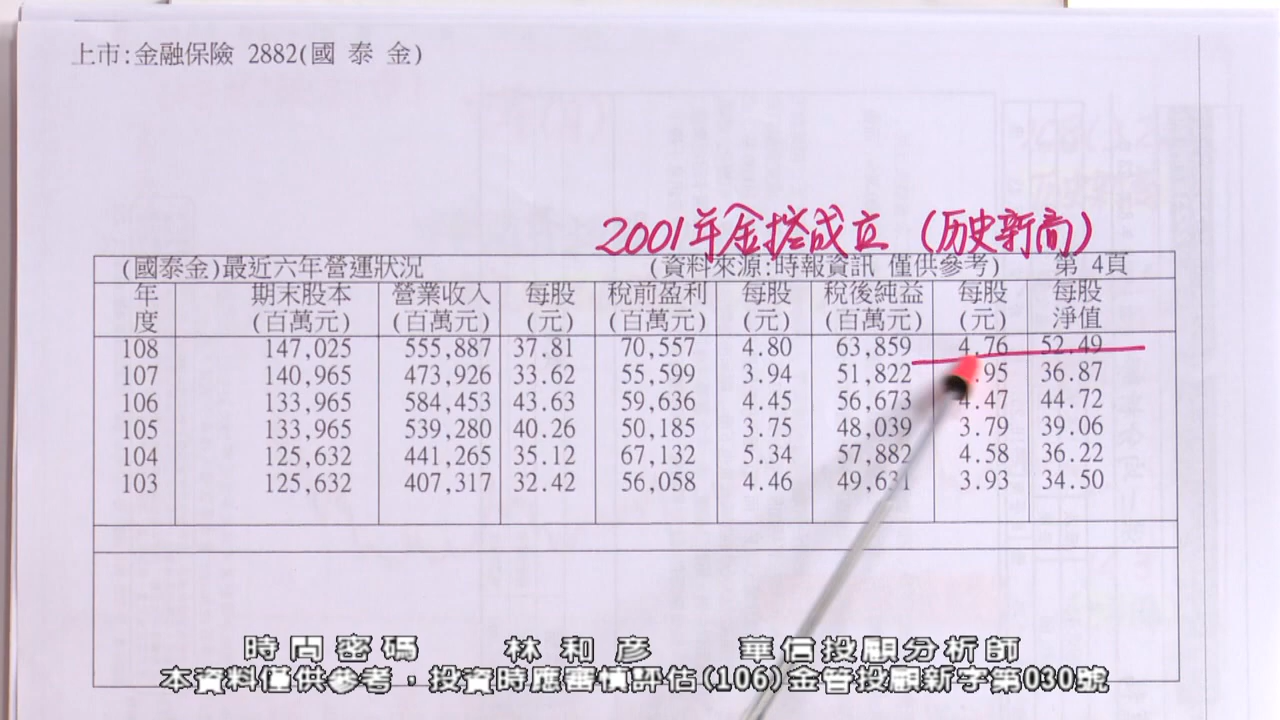 上市:金融保險 2882(國 泰 金)
2001年金控成立 (历史新高)
(國泰金)最近六年營運狀況 (資料來源:時報資訊 僅供參考) 第 4頁
年度 期末股本(百萬元) 營業收入(百萬元) 每股(元) 稅前盈利(百萬元) 每股(元) 稅後純益(百萬元) 每股(元) 每股淨值
108 147,025 555,887 37.81 70,557 4.80 63,859 4.76 52.49
107 140,965 473,926 33.62 55,599 3.94 51,822 .95 36.87
106 133,965 584,453 43.63 59,636 4.45 56,673 4.47 44.72
105 133,965 539,280 40.26 50,185 3.75 48,039 3.79 39.06
104 125,632 441,265 35.12 67,132 5.34 57,882 4.58 36.22
103 125,632 407,317 32.42 56,058 4.46 49,631 3.93 34.50
時間密碼 林和彥 華信投顧分析師
本資料僅供參考，投資時應審慎評估(106)金管投顧新字第030號